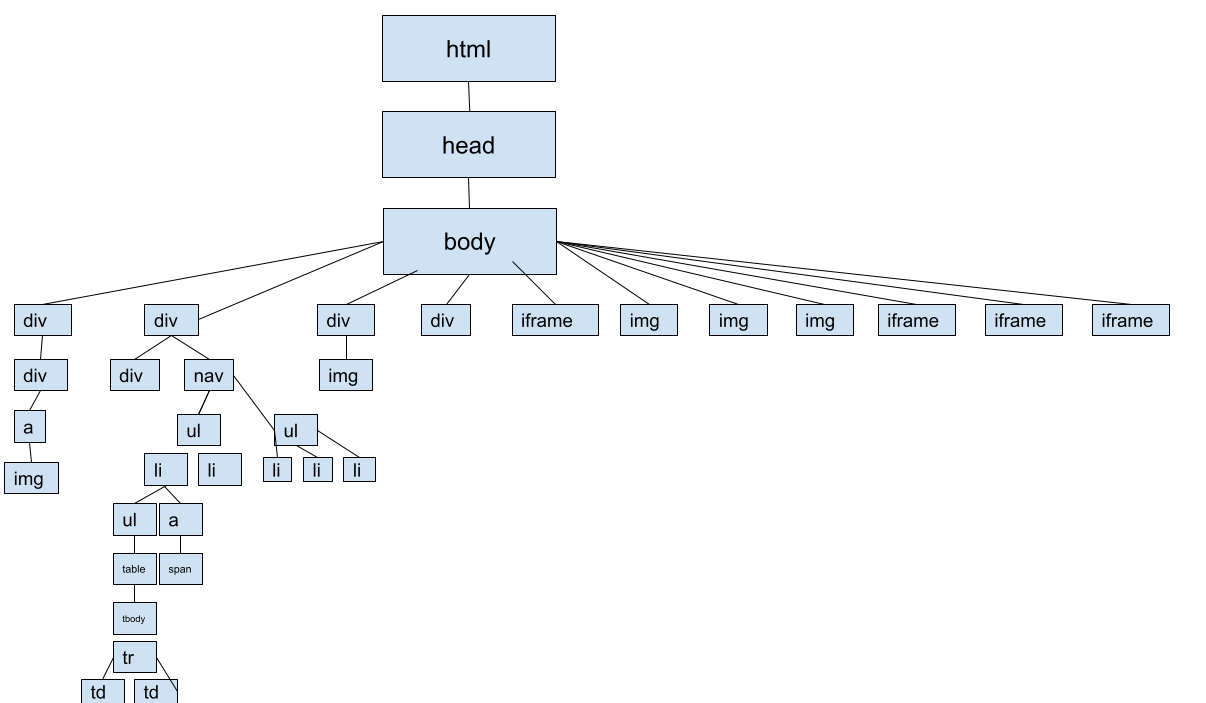 html
head
body
div div div div iframe img img img iframe iframe iframe
div div nav img
a ul ul
img li li li li li
ul a
table span
tbody
tr
td td